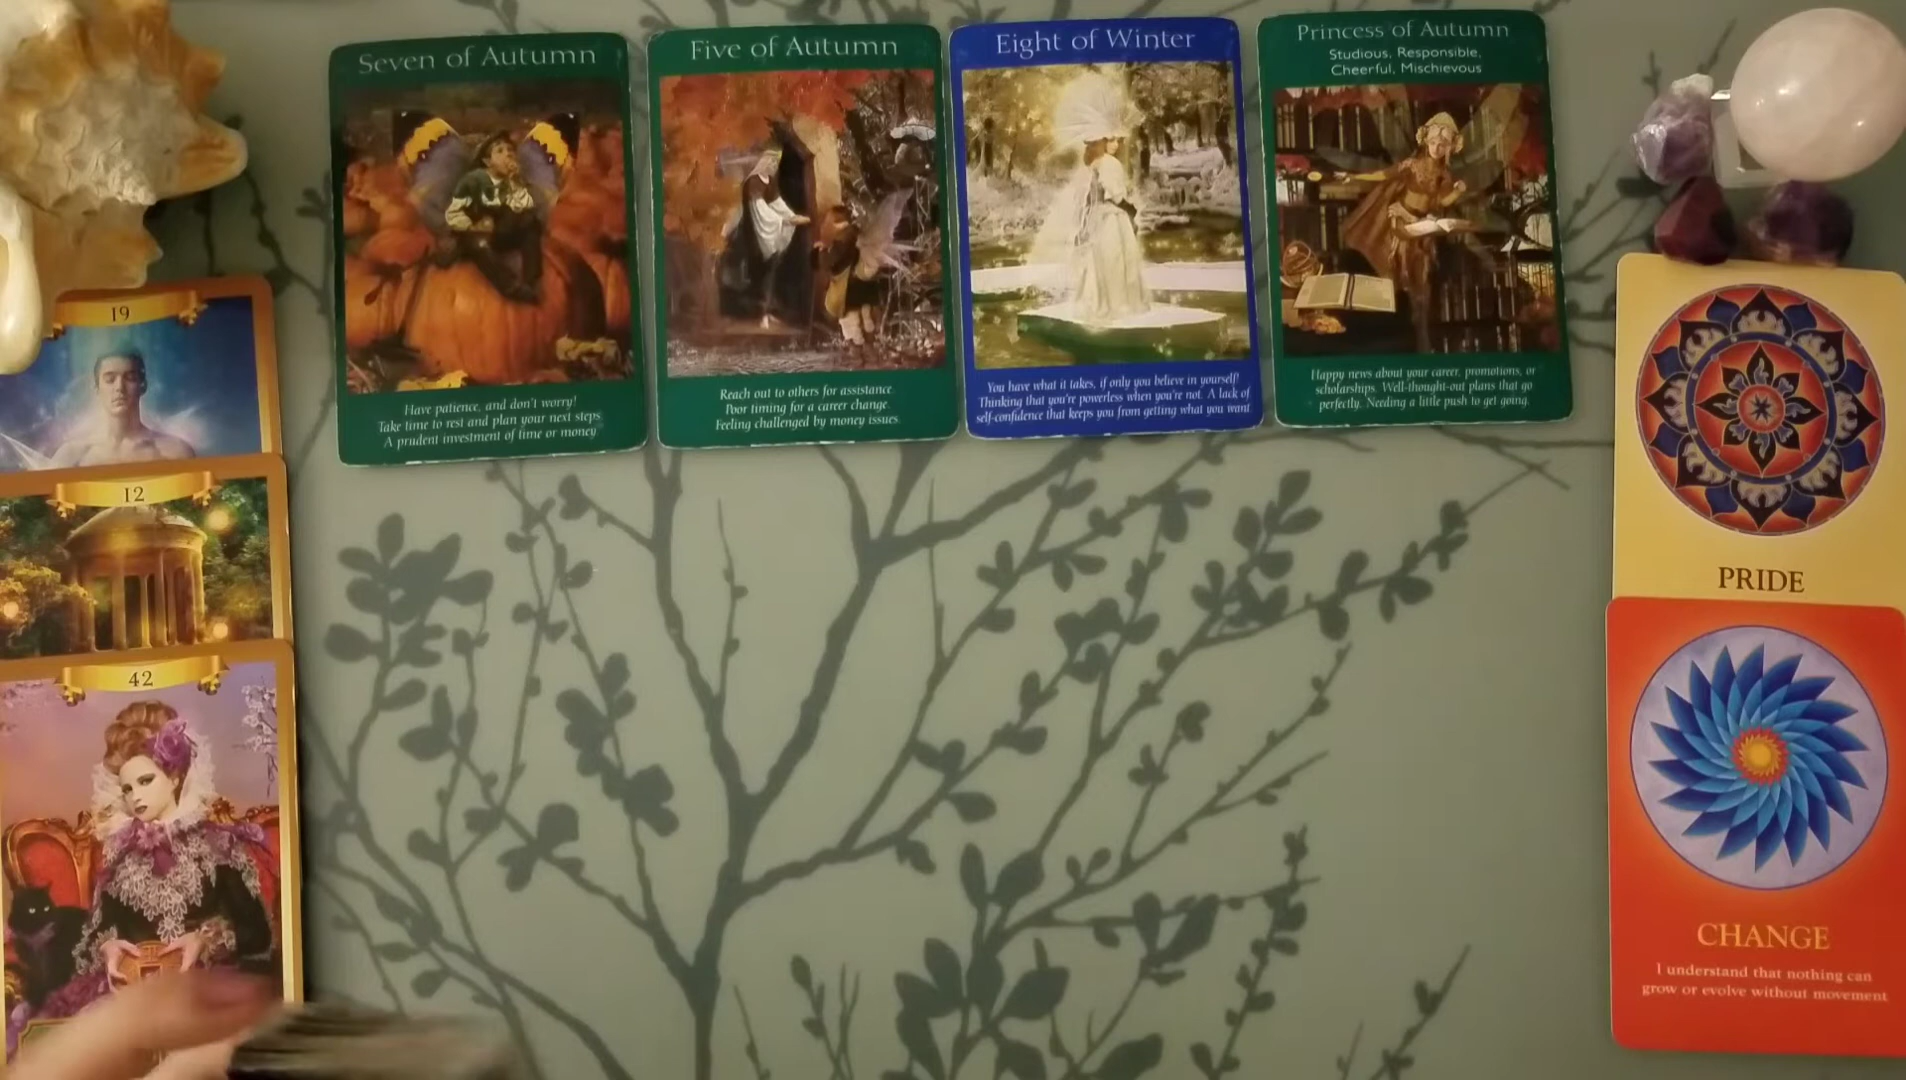 Seven of Autumn
Have patience, and don't worry!
Take time to rest and plan your next steps
A prudent investment of time or money
Five of Autumn
Reach out to others for assistance.
Poor timing for a career change.
Feeling challenged by money issues.
Eight of Winter
You have what it takes, if only you believe in yourself!
Thinking that you're powerless when you're not. A lack of
self-confidence that keeps you from getting what you want
Princess of Autumn
Studious, Responsible,
Cheerful, Mischievous
Happy news about your career, promotions, or
scholarships. Well-thought-out plans that go
perfectly. Needing a little push to get going.
19
12
42
PRIDE
CHANGE
I understand that nothing can
grow or evolve without movement